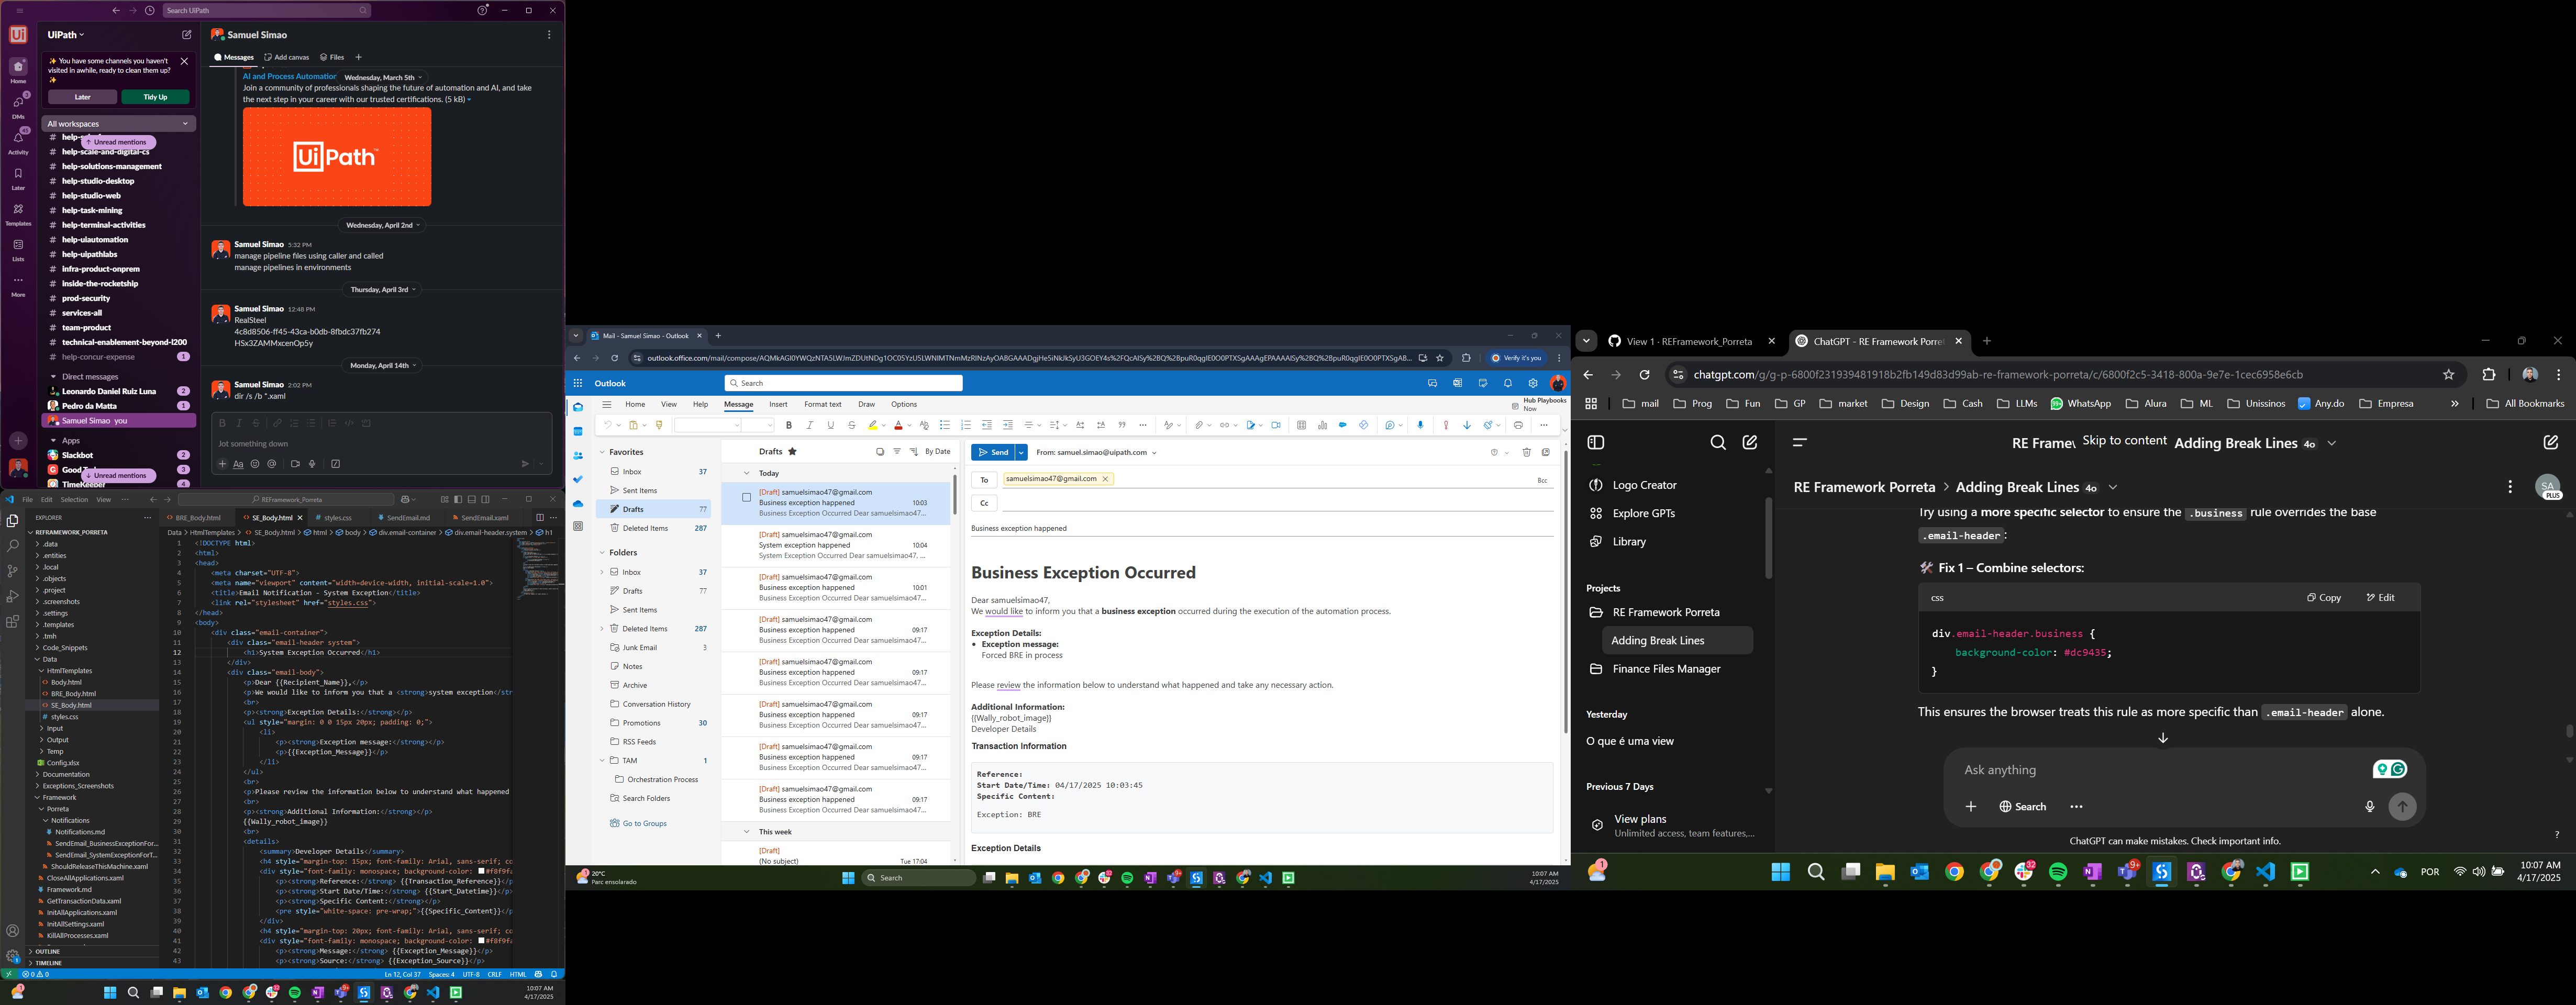 Search UiPath
UiPath
✨ You have some channels you haven't
visited in awhile, ready to clean them up?
✨
Later
Tidy Up
Home
DMs
Activity
Later
Templates
Lists
More
All workspaces
Unread mentions
# help-scale-and-digital-cs
# help-solutions-management
# help-studio-desktop
# help-studio-web
# help-task-mining
# help-terminal-activities
# help-uiautomation
# help-uipathlabs
# infra-product-onprem
# inside-the-rocketship
# prod-security
# services-all
# team-product
# technical-enablement-beyond-l200
# help-concur-expense 1
Direct messages
Leonardo Daniel Ruiz Luna 2
Pedro da Matta 1
Samuel Simao you
Apps
Slackbot 2
Unread mentions
TimeKeeper 4
Samuel Simao
Messages
Add canvas
Files
AI and Process Automation
Wednesday, March 5th
Join a community of professionals shaping the future of automation and AI, and take
the next step in your career with our trusted certifications. (5 kB)
UiPath
Wednesday, April 2nd
Samuel Simao 5:32 PM
manage pipeline files using caller and called
manage pipelines in environments
Thursday, April 3rd
Samuel Simao 12:48 PM
RealSteel
4c8d8506-ff45-43ca-b0db-8fbdc37fb274
HSx3ZAMMxcenOp5y
Monday, April 14th
Samuel Simao 2:02 PM
dir /s /b *.xaml
Jot something down
File Edit Selection View ···
REFramework_Porreta
EXPLORER
REFRAMEWORK_PORRETA
.data
.entities
.local
.objects
.project
.screenshots
.settings
.templates
.tmh
Code_Snippets
Data
HtmlTemplates
Body.html
BRE_Body.html
SE_Body.html
styles.css
Input
Output
Temp
Config.xlsx
Documentation
Exceptions_Screenshots
Framework
Porreta
Notifications
Notifications.md
SendEmail_BusinessExceptionFor...
SendEmail_SystemExceptionForT...
ShouldReleaseThisMachine.xaml
CloseAllApplications.xaml
Framework.md
GetTransactionData.xaml
InitAllApplications.xaml
InitAllSettings.xaml
KillAllProcesses.xaml
OUTLINE
TIMELINE
BRE_Body.html
SE_Body.html
styles.css
SendEmail.md
SendEmail.xaml
Data > HtmlTemplates > SE_Body.html > html > body > div.email-container > div.email-header.system > h1
1 <!DOCTYPE html>
2 <html>
3 <head>
4 <meta charset="UTF-8">
5 <meta name="viewport" content="width=device-width, initial-scale=1.0">
6 <title>Email Notification - System Exception</title>
7 <link rel="stylesheet" href="styles.css">
8 </head>
9 <body>
10 <div class="email-container">
11 <div class="email-header system">
12 <h1>System Exception Occurred</h1>
13 </div>
14 <div class="email-body">
15 <p>Dear {{Recipient_Name}},</p>
16 <p>We would like to inform you that a <strong>system exception</str
17 <br>
18 <p><strong>Exception Details:</strong></p>
19 <ul style="margin: 0 0 15px 20px; padding: 0;">
20 <li>
21 <p><strong>Exception message:</strong></p>
22 <p>{{Exception_Message}}</p>
23 </li>
24 </ul>
25 <br>
26 <p>Please review the information below to understand what happened
27 <br>
28 <p><strong>Additional Information:</strong></p>
29 {{Wally_robot_image}}
30 <br>
31 <details>
32 <summary>Developer Details</summary>
33 <h4 style="margin-top: 15px; font-family: Arial, sans-serif; co
34 <div style="font-family: monospace; background-color: #f8f9fa
35 <p><strong>Reference:</strong> {{Transaction_Reference}}</p
36 <p><strong>Start Date/Time:</strong> {{Start_Datetime}}</p>
37 <p><strong>Specific Content:</strong></p>
38 <pre style="white-space: pre-wrap;">{{Specific_Content}}</p
39 </div>
40 <h4 style="margin-top: 20px; font-family: Arial, sans-serif; co
41 <div style="font-family: monospace; background-color: #f8f9fa
42 <p><strong>Message:</strong> {{Exception_Message}}</p>
43 <p><strong>Source:</strong> {{Exception_Source}}</p>
Ln 12, Col 37 Spaces: 4 UTF-8 CRLF HTML
10:07 AM
4/17/2025
Mail - Samuel Simao - Outlook
Verify it's you
Outlook
Search
Home View Help Message Insert Format text Draw Options
Hub Playbooks
Now
Favorites
Inbox 37
Sent Items
Drafts 77
Deleted Items 287
Folders
Inbox 37
Drafts 77
Sent Items
Deleted Items 287
Junk Email 3
Notes
Archive
Conversation History
Promotions 30
RSS Feeds
TAM 1
Orchestration Process
Search Folders
Go to Groups
Drafts
By Date
Today
[Draft] samuelsimao47@gmail.com
Business exception happened 10:03
Business Exception Occurred Dear samuelsimao47...
[Draft] samuelsimao47@gmail.com
System exception happened 10:04
System Exception Occurred Dear samuelsimao47, ...
[Draft] samuelsimao47@gmail.com
Business exception happened 10:01
Business Exception Occurred Dear samuelsimao47...
[Draft] samuelsimao47@gmail.com
Business exception happened 09:17
Business Exception Occurred Dear samuelsimao47...
[Draft] samuelsimao47@gmail.com
Business exception happened 09:17
Business Exception Occurred Dear samuelsimao47...
[Draft] samuelsimao47@gmail.com
Business exception happened 09:17
Business Exception Occurred Dear samuelsimao47...
[Draft] samuelsimao47@gmail.com
Business exception happened 09:17
Business Exception Occurred Dear samuelsimao47...
[Draft] samuelsimao47@gmail.com
Business exception happened 09:17
Business Exception Occurred Dear samuelsimao47...
This week
[Draft]
(No subject) Tue 17:04
Send
From: samuel.simao@uipath.com
To
samuelsimao47@gmail.com
Bcc
Cc
Business exception happened
Business Exception Occurred
Dear samuelsimao47,
We would like to inform you that a business exception occurred during the execution of the automation process.
Exception Details:
• Exception message:
Forced BRE in process
Please review the information below to understand what happened and take any necessary action.
Additional Information:
{{Wally_robot_image}}
Developer Details
Transaction Information
Reference:
Start Date/Time: 04/17/2025 10:03:45
Specific Content:
Exception: BRE
Exception Details
20°C
Parc ensolarado
Search
10:07 AM
4/17/2025
View 1 · REFramework_Porreta
ChatGPT - RE Framework Porret
chatgpt.com/g/g-p-6800f231939481918b2fb149d83d99ab-re-framework-porreta/c/6800f2c5-3418-800a-9e7e-1cec6958e6cb
mail Prog Fun GP market Design Cash LLMs WhatsApp Alura ML Unissinos Any.do Empresa » All Bookmarks
Logo Creator
Explore GPTs
Library
Projects
RE Framework Porreta
Adding Break Lines
Finance Files Manager
Yesterday
O que é uma view
Previous 7 Days
View plans
Unlimited access, team features,...
Skip to content
Adding Break Lines 4o
RE Framework Porreta > Adding Break Lines 4o
SA
PLUS
Try using a more specific selector to ensure the .business rule overrides the base
.email-header:
🛠 Fix 1 – Combine selectors:
css
Copy
Edit
div.email-header.business {
background-color: #dc9435;
}
This ensures the browser treats this rule as more specific than .email-header alone.
Ask anything
Search
ChatGPT can make mistakes. Check important info.
?
POR
10:07 AM
4/17/2025